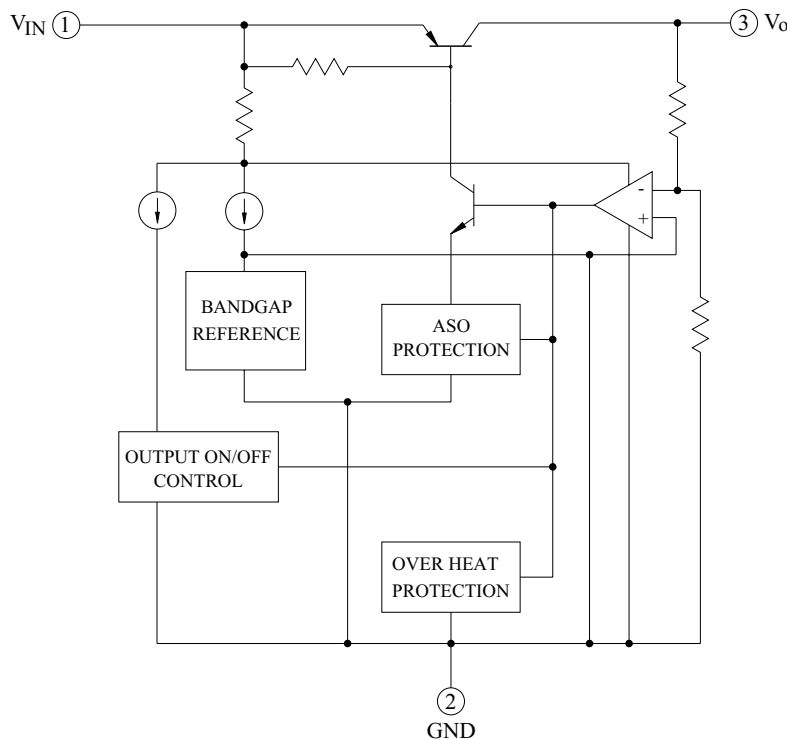 VIN 1
3 Vo
-
+
BANDGAP
REFERENCE
ASO
PROTECTION
OUTPUT ON/OFF
CONTROL
OVER HEAT
PROTECTION
2
GND